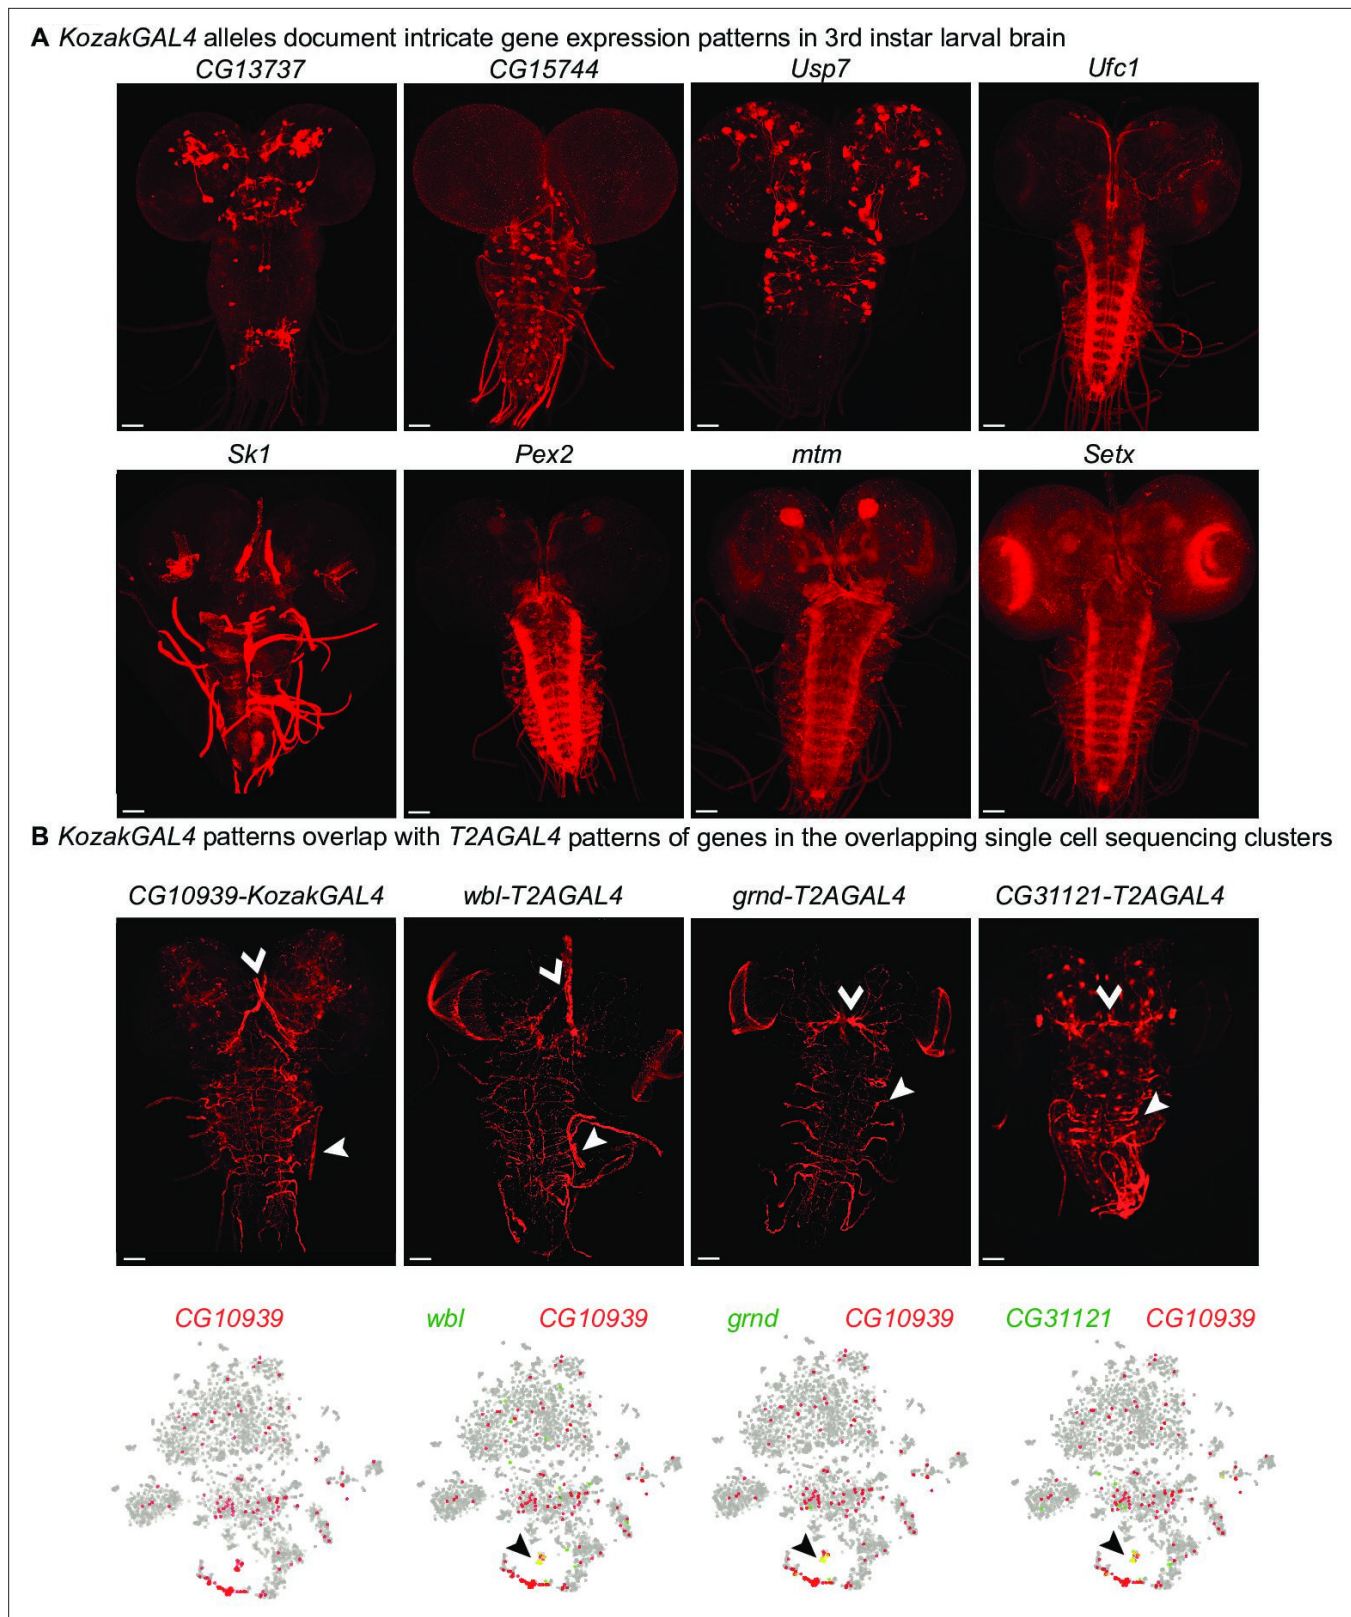 A KozakGAL4 alleles document intricate gene expression patterns in 3rd instar larval brain
CG13737 CG15744 Usp7 Ufc1
Sk1 Pex2 mtm Setx
B KozakGAL4 patterns overlap with T2AGAL4 patterns of genes in the overlapping single cell sequencing clusters
CG10939-KozakGAL4 wbl-T2AGAL4 grnd-T2AGAL4 CG31121-T2AGAL4
CG10939 wbl CG10939 grnd CG10939 CG31121 CG10939